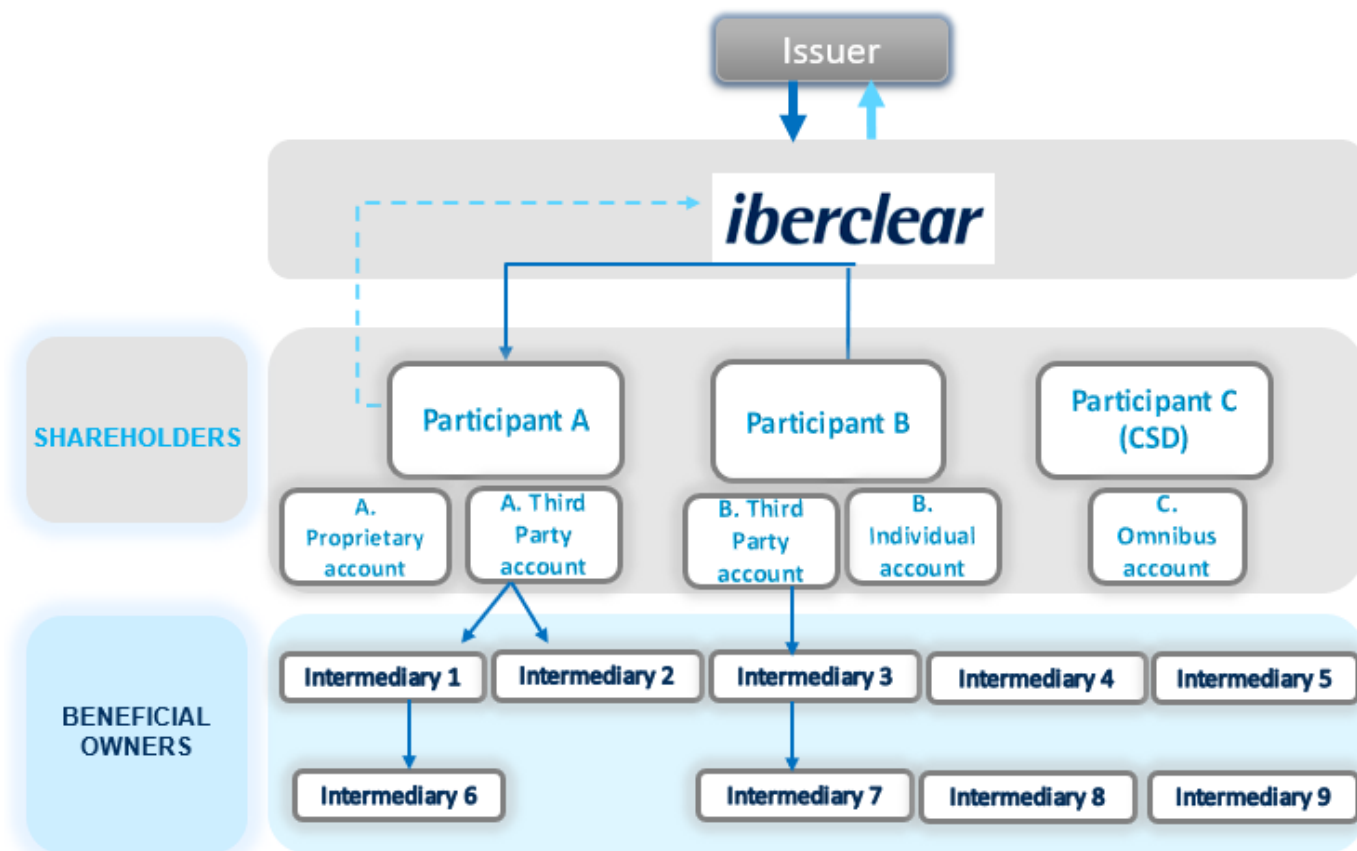 Issuer
iberclear
SHAREHOLDERS
Participant A
Participant B
Participant C
(CSD)
A.
Proprietary
account
A. Third
Party
account
B. Third
Party
account
B.
Individual
account
C.
Omnibus
account
BENEFICIAL
OWNERS
Intermediary 1
Intermediary 2
Intermediary 3
Intermediary 4
Intermediary 5
Intermediary 6
Intermediary 7
Intermediary 8
Intermediary 9